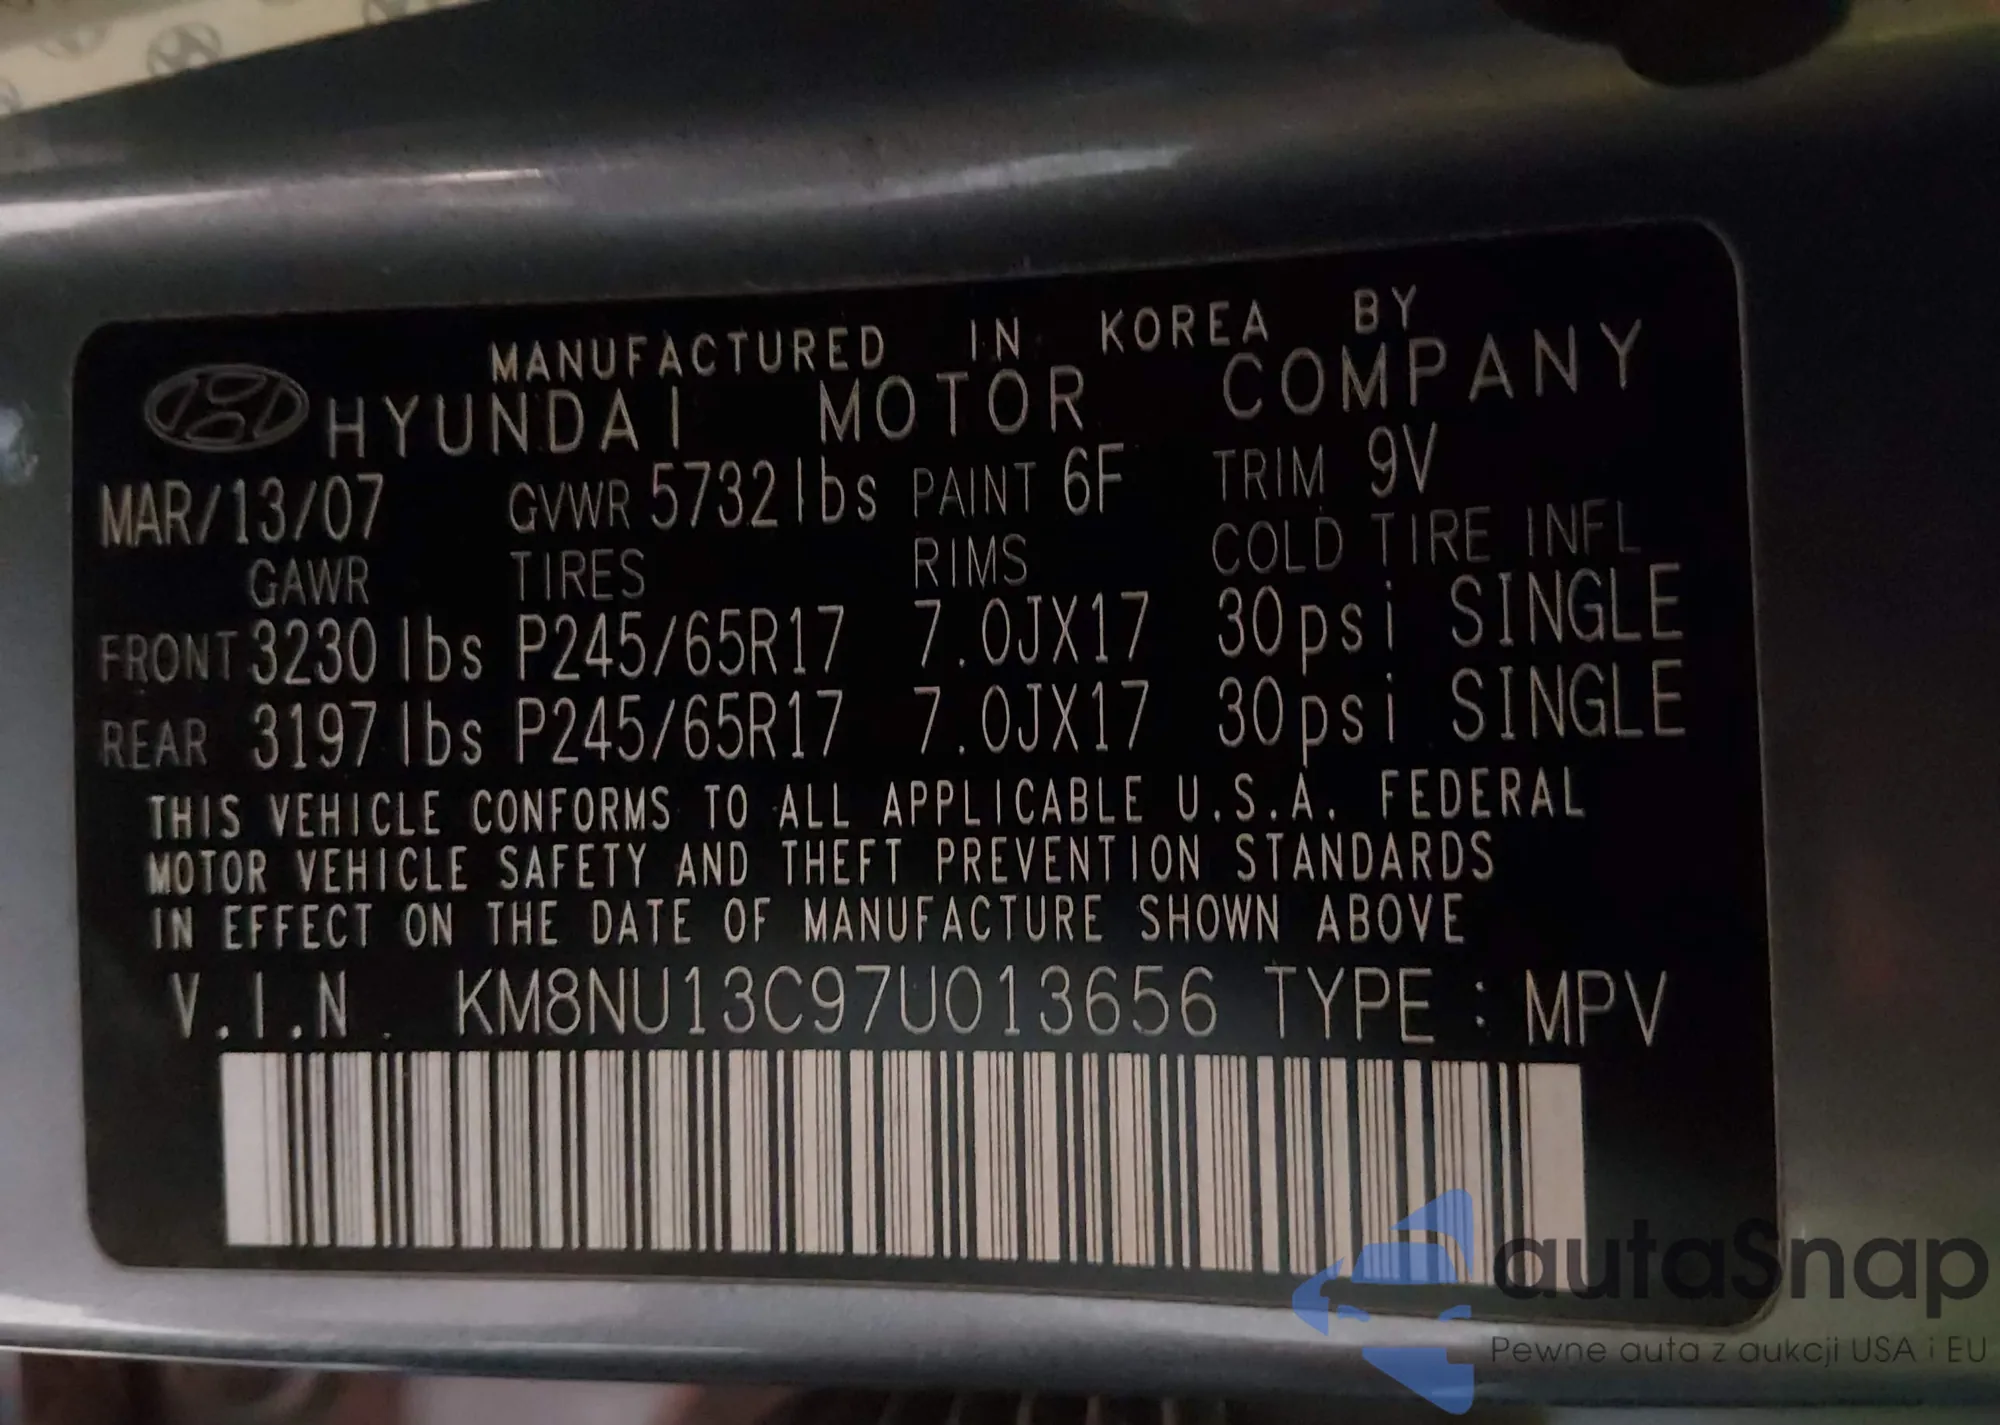 MANUFACTURED IN KOREA BY
HYUNDAI MOTOR COMPANY
MAR/13/07 GVWR 5732lbs PAINT 6F TRIM 9V
GAWR TIRES RIMS COLD TIRE INFL
FRONT 3230 lbs P245/65R17 7.0JX17 30psi SINGLE
REAR 3197 lbs P245/65R17 7.0JX17 30psi SINGLE
THIS VEHICLE CONFORMS TO ALL APPLICABLE U.S.A. FEDERAL
MOTOR VEHICLE SAFETY AND THEFT PREVENTION STANDARDS
IN EFFECT ON THE DATE OF MANUFACTURE SHOWN ABOVE
V.I.N. KM8NU13C97U013656 TYPE : MPV
autaSnap
Pewne auta z aukcji USA i EU